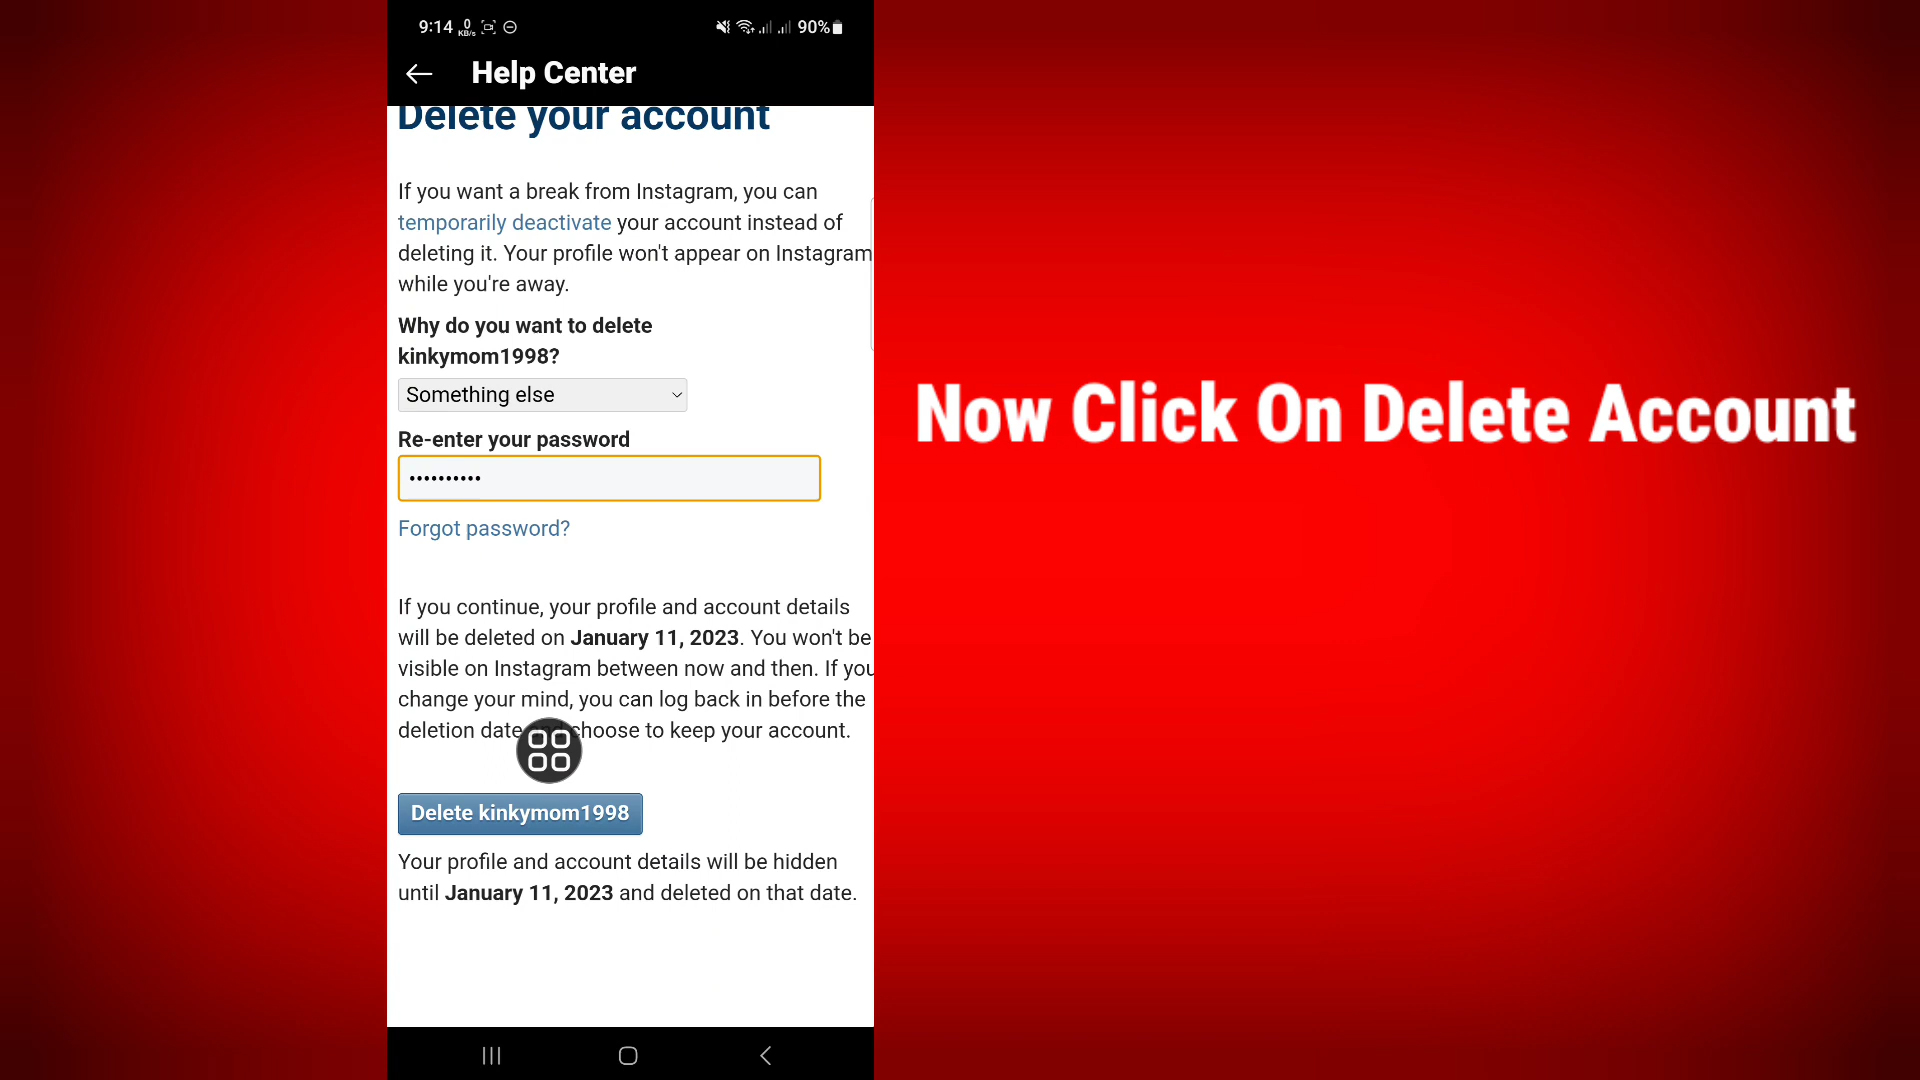 9:14 0 KB/s 90%
Help Center
Delete your account
If you want a break from Instagram, you can
temporarily deactivate your account instead of
deleting it. Your profile won't appear on Instagram
while you're away.
Why do you want to delete
kinkymom1998?
Something else
Re-enter your password
••••••••••
Forgot password?
If you continue, your profile and account details
will be deleted on January 11, 2023. You won't be
visible on Instagram between now and then. If you
change your mind, you can log back in before the
deletion date and choose to keep your account.
Delete kinkymom1998
Your profile and account details will be hidden
until January 11, 2023 and deleted on that date.
Now Click On Delete Account